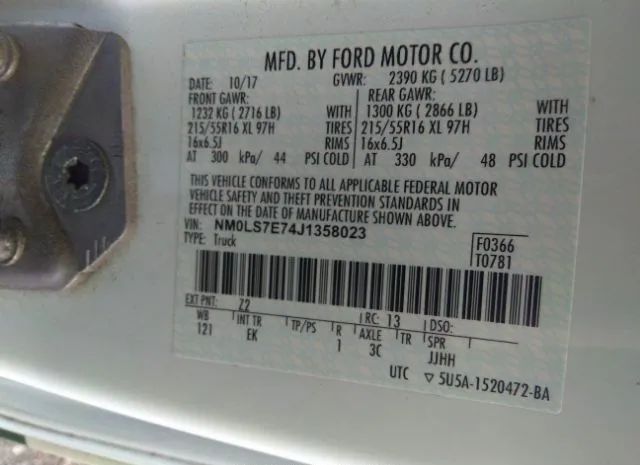 MFD. BY FORD MOTOR CO.
DATE: 10/17 GVWR: 2390 KG ( 5270 LB)
FRONT GAWR: REAR GAWR:
1232 KG ( 2716 LB) WITH 1300 KG ( 2866 LB) WITH
215/55R16 XL 97H TIRES 215/55R16 XL 97H TIRES
16x6.5J RIMS 16x6.5J RIMS
AT 300 kPa/ 44 PSI COLD AT 330 kPa/ 48 PSI COLD
THIS VEHICLE CONFORMS TO ALL APPLICABLE FEDERAL MOTOR
VEHICLE SAFETY AND THEFT PREVENTION STANDARDS IN
EFFECT ON THE DATE OF MANUFACTURE SHOWN ABOVE.
VIN: NM0LS7E74J1358023
TYPE: Truck
F0366
T0781
EXT PNT: Z2 RC: 13 DSO:
WB INT TR TP/PS R AXLE TR SPR
121 EK 1 3C JJHH
UTC ▽ 5U5A-1520472-BA